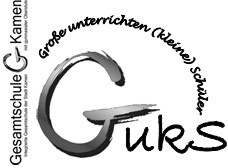 Gesamtschule Kamen
Große unterrichten (kleine) Schüler
Guks